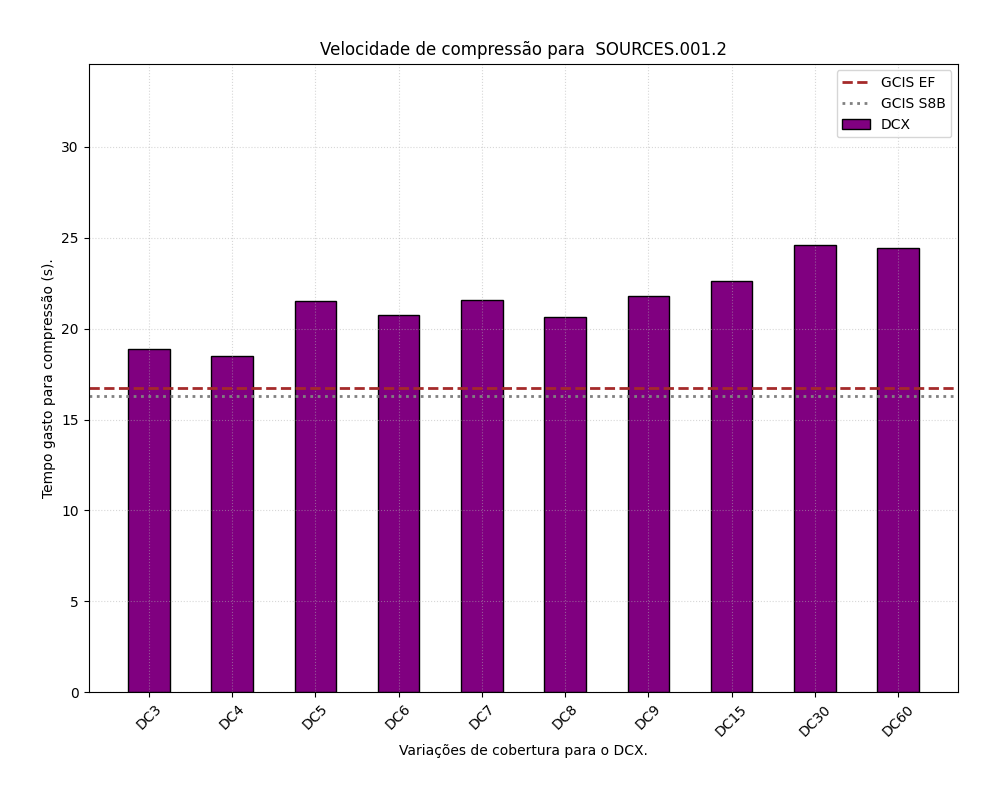 Velocidade de compressão para  SOURCES.001.2
GCIS EF
GCIS S8B
DCX
Tempo gasto para compressão (s).
30
25
20
15
10
5
0
DC3
DC4
DC5
DC6
DC7
DC8
DC9
DC15
DC30
DC60
Variações de cobertura para o DCX.